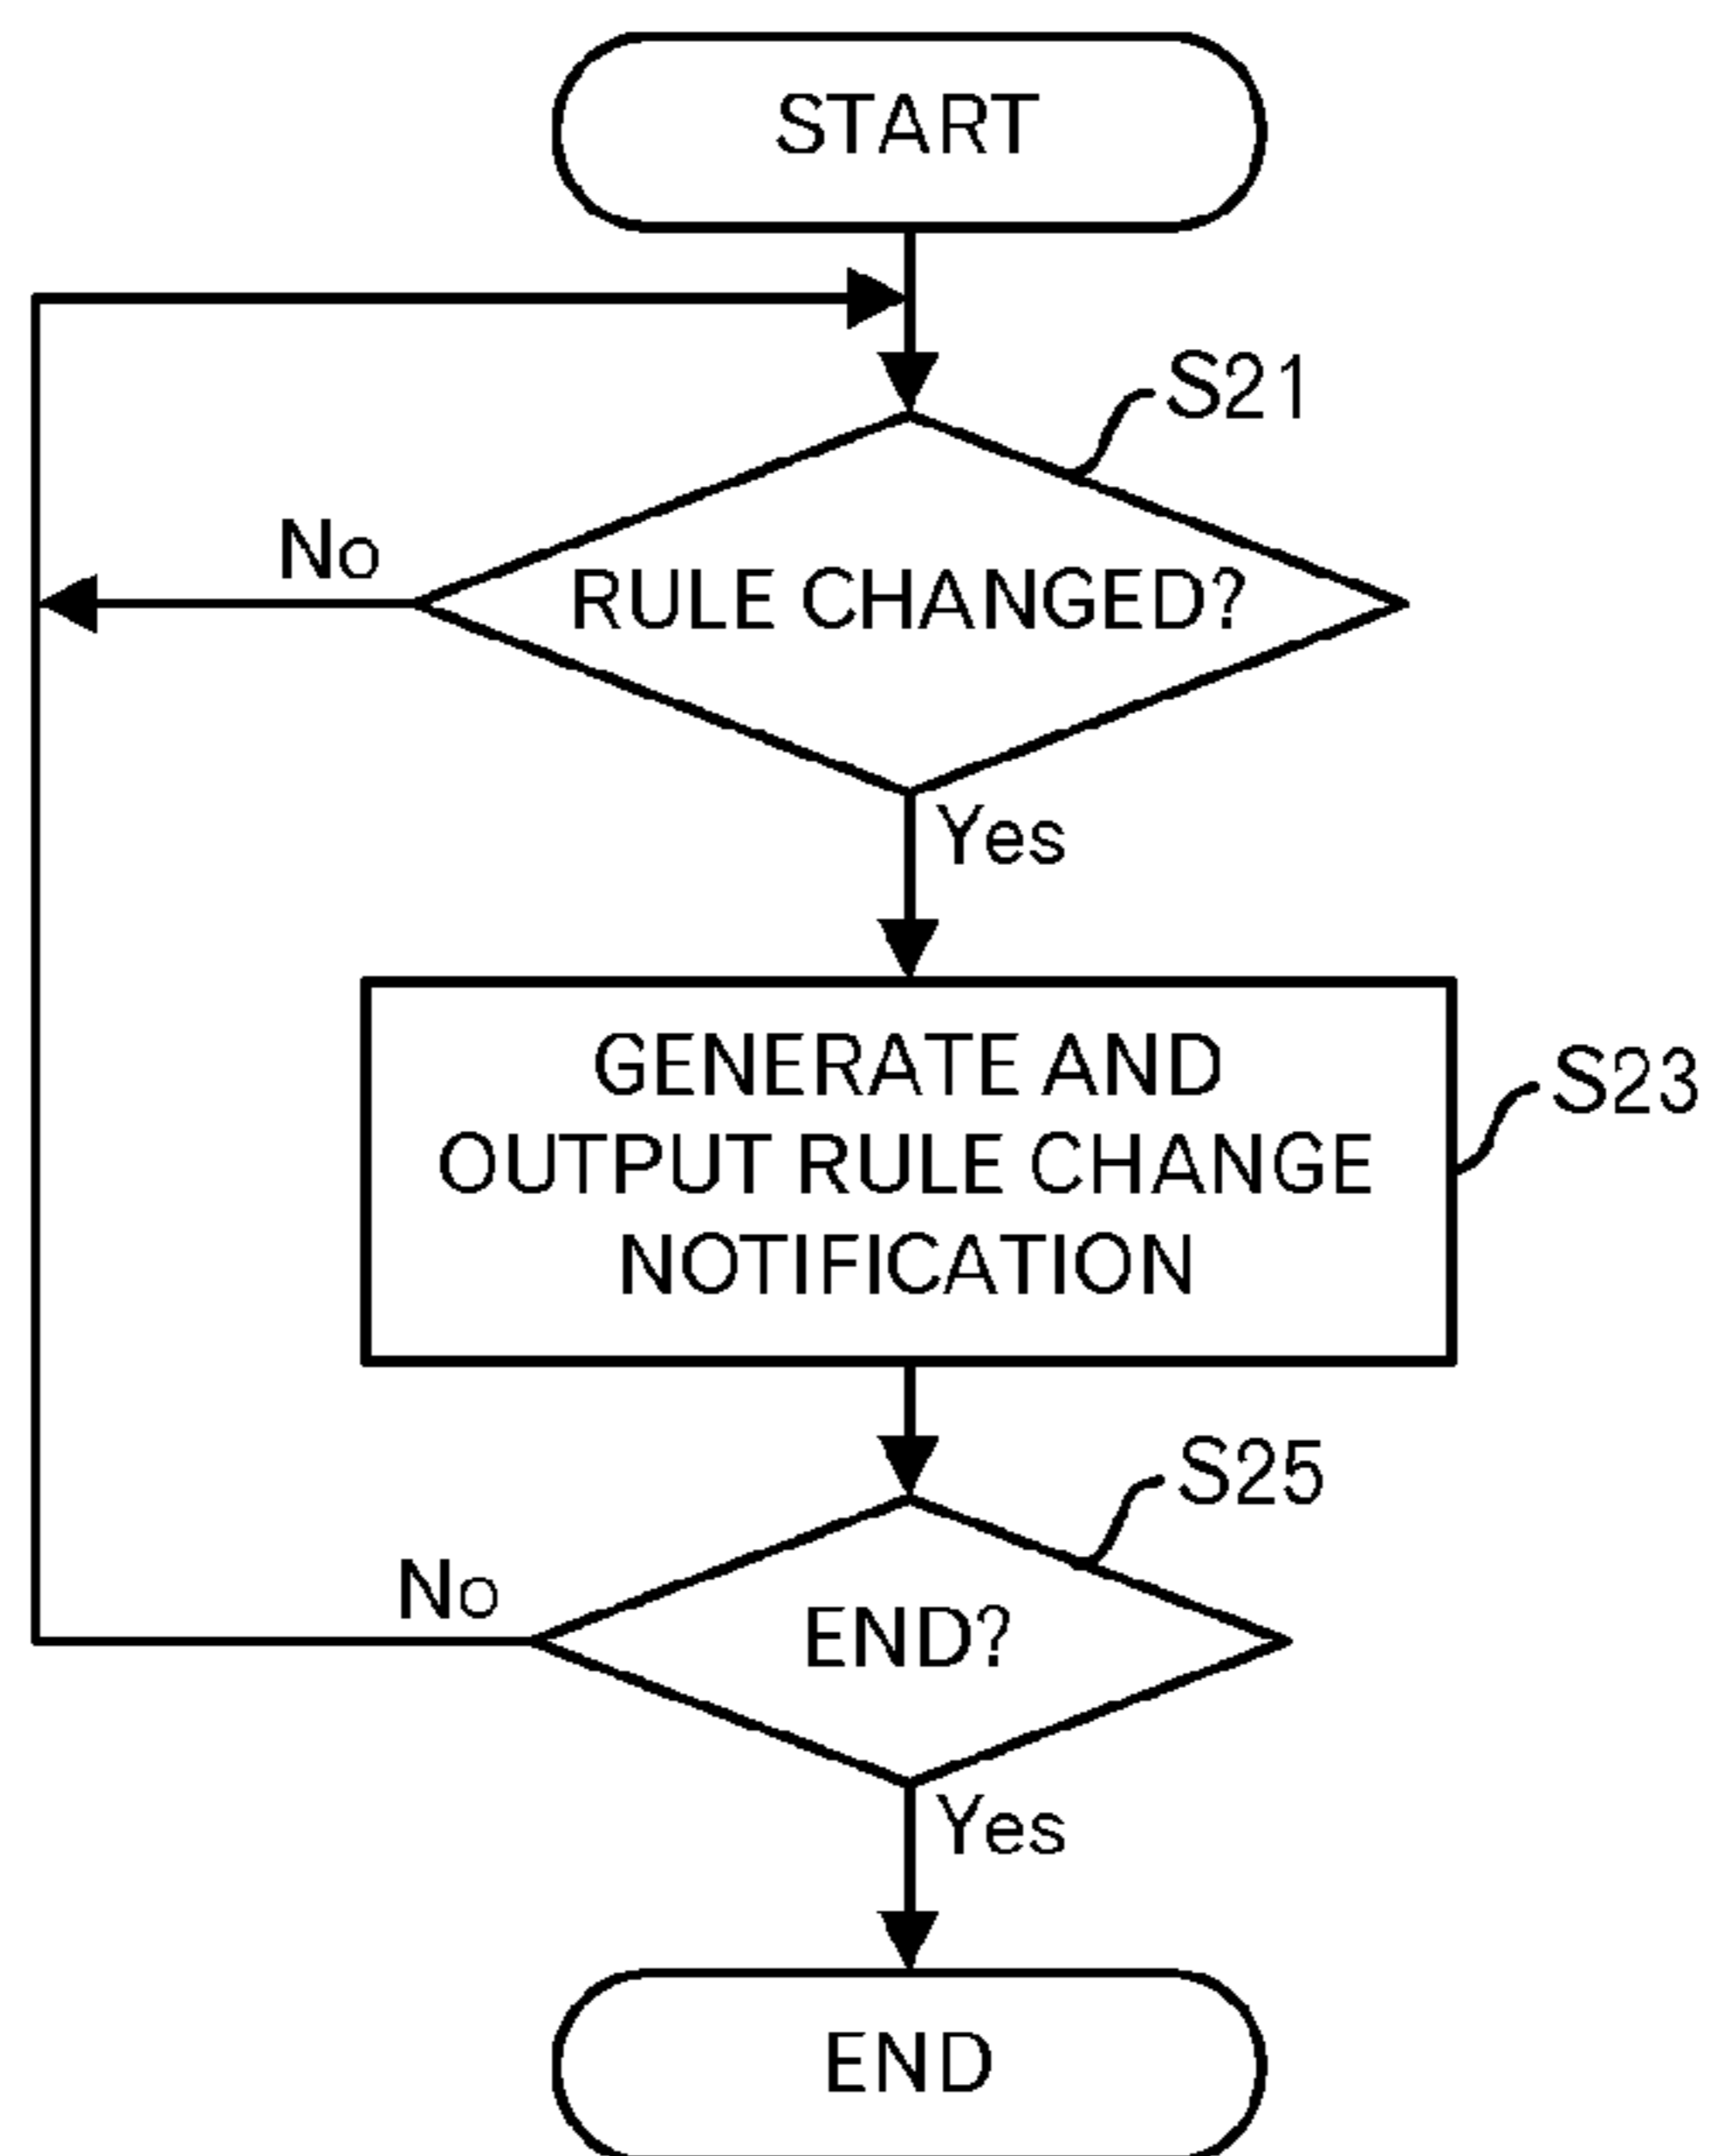 START
S21
No
RULE CHANGED?
Yes
GENERATE AND
OUTPUT RULE CHANGE
NOTIFICATION
S23
S25
No
END?
Yes
END